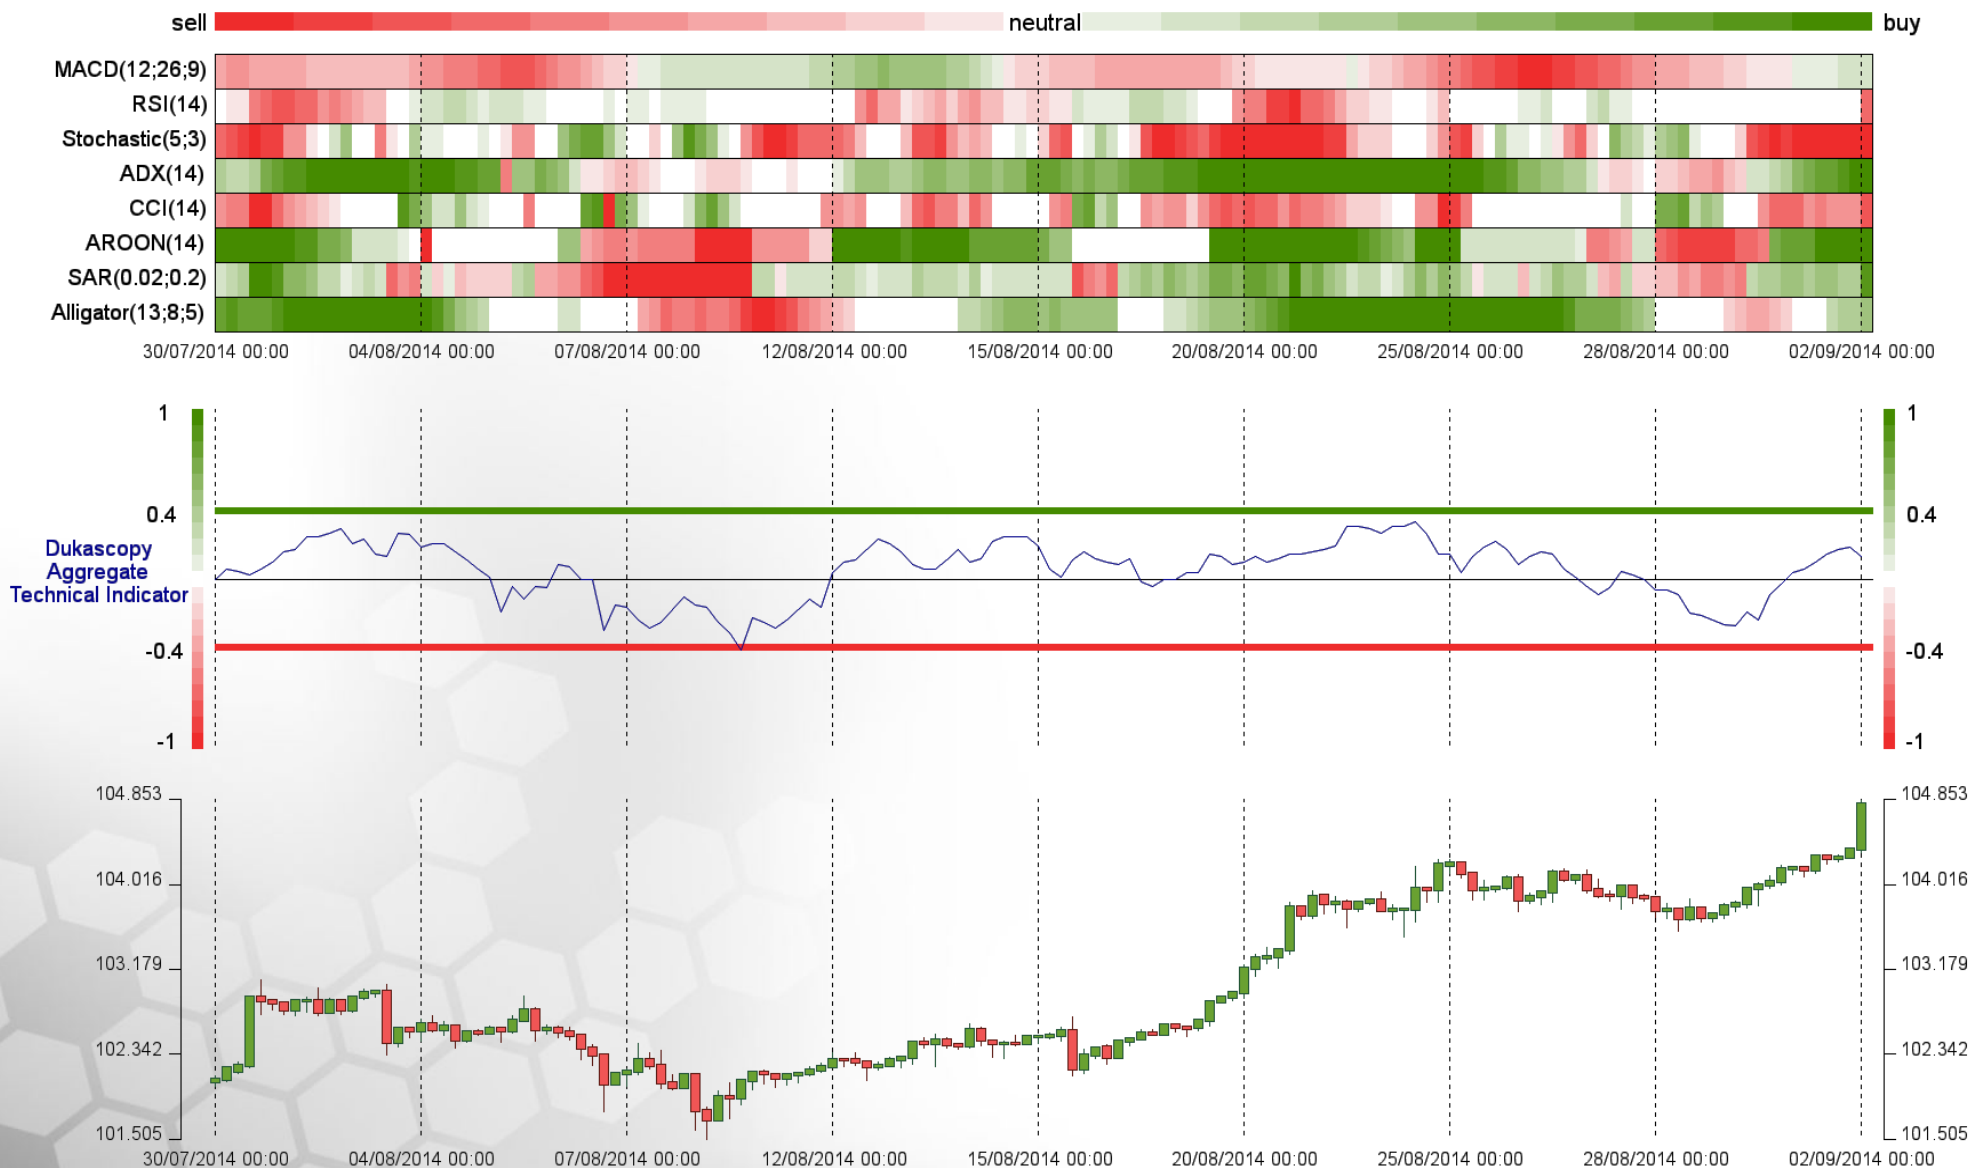 sell neutral buy
MACD(12;26;9)
RSI(14)
Stochastic(5;3)
ADX(14)
CCI(14)
AROON(14)
SAR(0.02;0.2)
Alligator(13;8;5)
30/07/2014 00:00 04/08/2014 00:00 07/08/2014 00:00 12/08/2014 00:00 15/08/2014 00:00 20/08/2014 00:00 25/08/2014 00:00 28/08/2014 00:00 02/09/2014 00:00
1 1
0.4 0.4
Dukascopy
Aggregate
Technical Indicator
-0.4 -0.4
-1 -1
104.853 104.853
104.016 104.016
103.179 103.179
102.342 102.342
101.505 101.505
30/07/2014 00:00 04/08/2014 00:00 07/08/2014 00:00 12/08/2014 00:00 15/08/2014 00:00 20/08/2014 00:00 25/08/2014 00:00 28/08/2014 00:00 02/09/2014 00:00